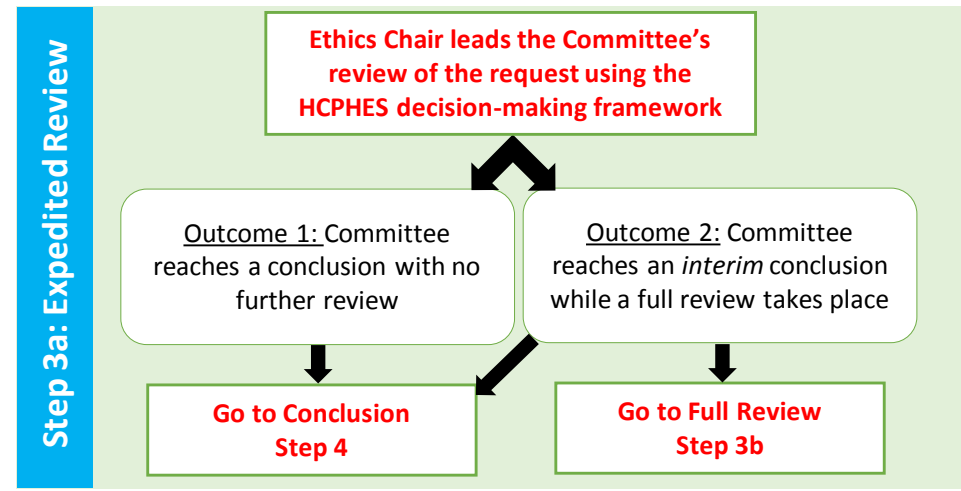 Step 3a: Expedited Review
Ethics Chair leads the Committee’s
review of the request using the
HCPHES decision-making framework
Outcome 1: Committee
reaches a conclusion with no
further review
Outcome 2: Committee
reaches an interim conclusion
while a full review takes place
Go to Conclusion
Step 4
Go to Full Review
Step 3b